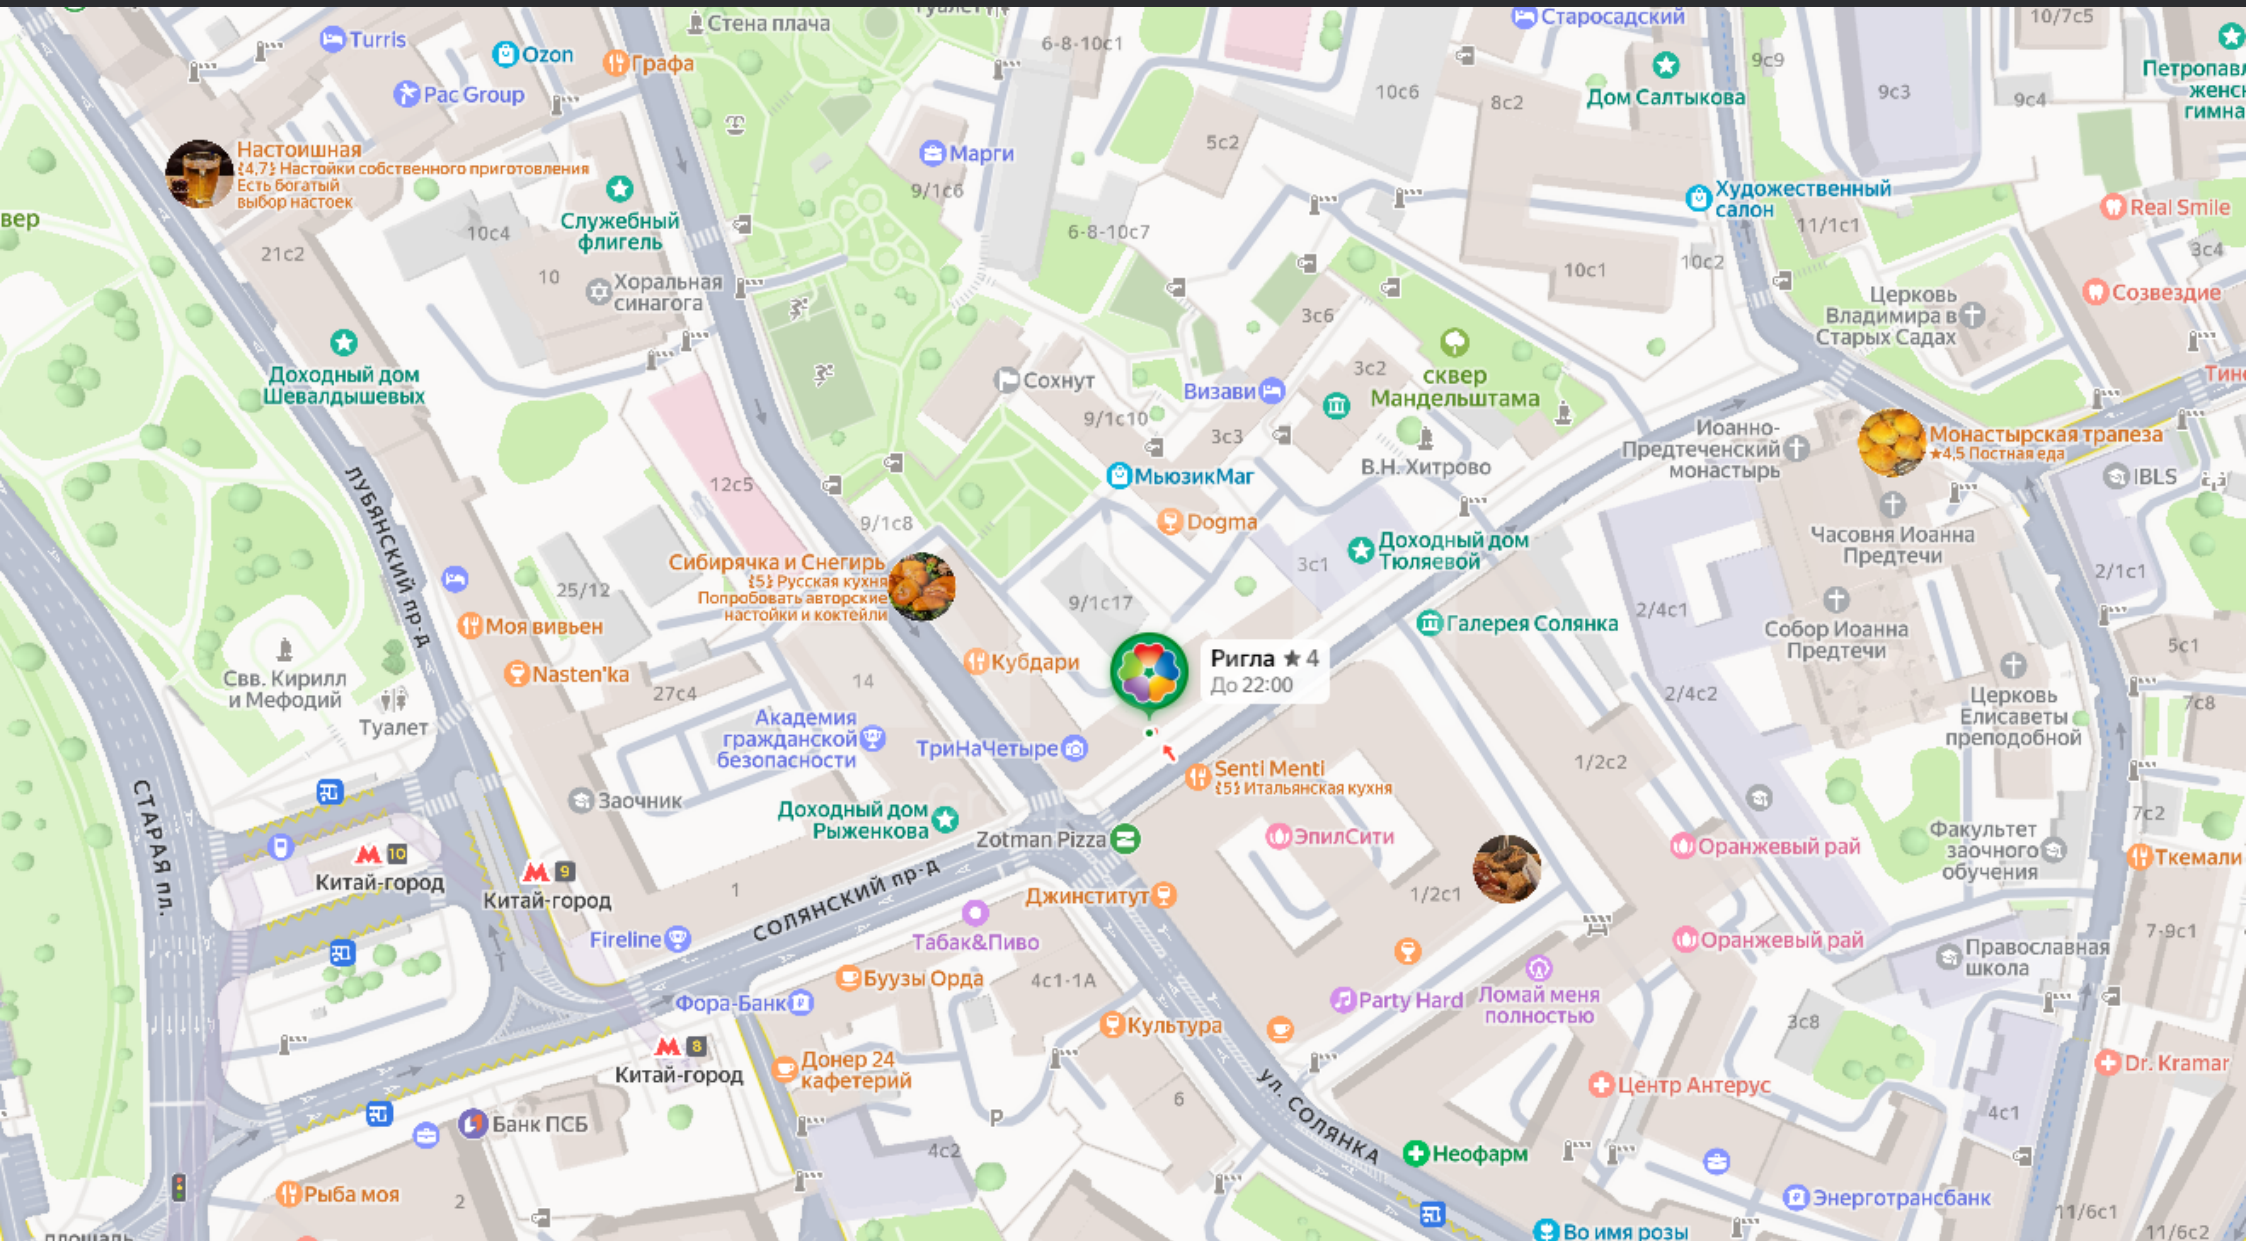 Стена плача
Turris
Ozon
Графа
Pac Group
6-8-10с1
Старосадский
10/7с5
9с9
Дом Салтыкова
10с6
8с2
9с3
9с4
Настоишная
4,7 Настойки собственного приготовления
Есть богатый
выбор настоек
Марги
5с2
9/1с6
Художественный
салон
Real Smile
вер
Служебный
флигель
10с4
6-8-10с7
11/1с1
3с4
21с2
10
Хоральная
синагога
10с1
10с2
Созвездие
Церковь
Владимира в
Старых Садах
3с6
Доходный дом
Шевалдышевых
Сохнут
Визави
3с2
сквер
Мандельштама
9/1с10
3с3
В.Н. Хитрово
Иоанно-
Предтеченский
монастырь
Монастырская трапеза
★4,5 Постная еда
IBLS
МьюзикМаг
12с5
ЛУБЯНСКИЙ пр-д
9/1с8
Dogma
Доходный дом
Тюляевой
3с1
Часовня Иоанна
Предтечи
2/1с1
Сибирячка и Снегирь
5 Русская кухня
Попробовать авторские
настойки и коктейли
25/12
9/1с17
2/4с1
Галерея Солянка
Собор Иоанна
Предтечи
5с1
Моя вивьен
Nasten'ka
Свв. Кирилл
и Мефодий
Туалет
27с4
14
Кубдари
Ригла ★ 4
До 22:00
2/4с2
Церковь
Елисаветы
преподобной
7с8
Академия
гражданской
безопасности
ТриНаЧетыре
Senti Menti
5 Итальянская кухня
1/2с2
СТАРАЯ пл.
Заочник
Доходный дом
Рыженкова
Zotman Pizza
ЭпилСити
Оранжевый рай
Факультет
заочного
обучения
7с2
Ткемали
10
Китай-город
9
Китай-город
1
СОЛЯНСКИЙ пр-д
Джинститут
1/2с1
Fireline
Табак&Пиво
Оранжевый рай
Православная
школа
7-9с1
Буузы Орда
4с1-1А
Фора-Банк
Party Hard
Ломай меня
полностью
Культура
3с8
8
Китай-город
Донер 24
кафетерий
ул. СОЛЯНКА
Центр Антерус
Dr. Kramar
6
P
4с1
Банк ПСБ
4с2
Неофарм
Рыба моя
2
Энерготрансбанк
11/6с1
11/6с2
Во имя розы